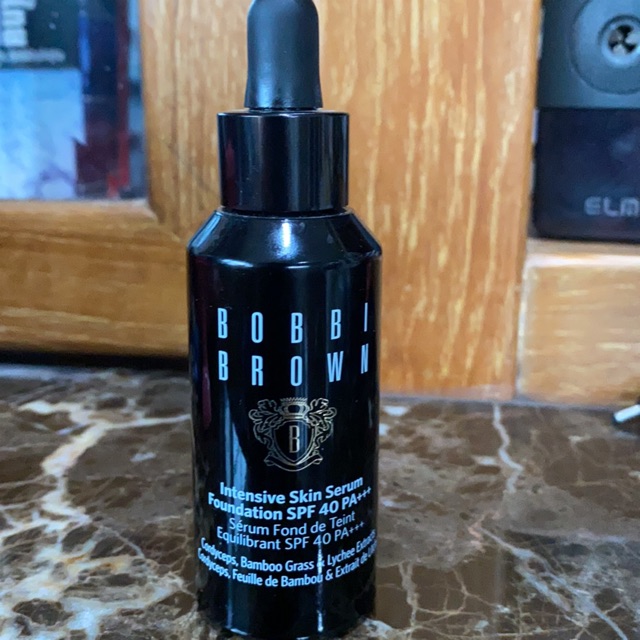 BOBBI
BROWN
B
Intensive Skin Serum
Foundation SPF 40 PA+++
Sérum Fond de Teint
Equilibrant SPF 40 PA+++
Cordyceps, Bamboo Grass & Lychee
Cordyceps, Feuille de Bambou & Extrait de
ELM